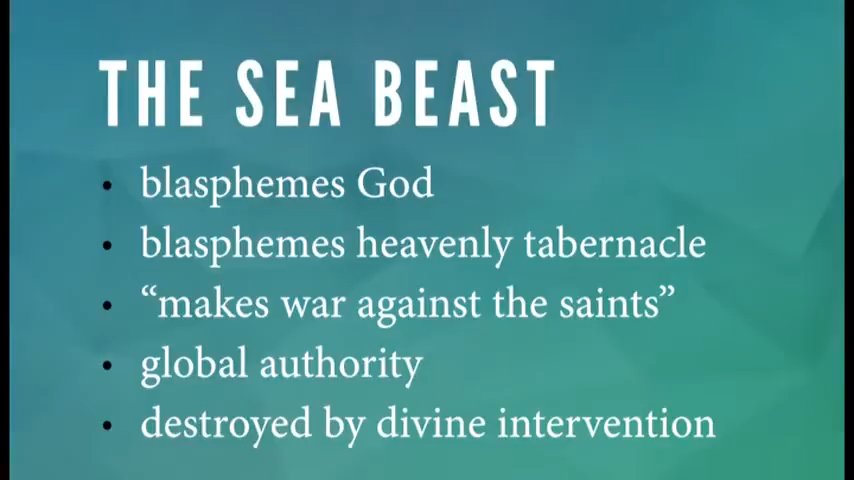 THE SEA BEAST
• blasphemes God
• blasphemes heavenly tabernacle
• “makes war against the saints”
• global authority
• destroyed by divine intervention